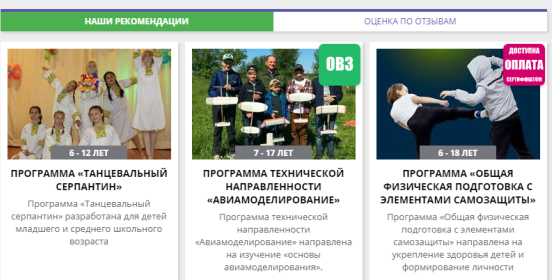 НАШИ РЕКОМЕНДАЦИИ
ОЦЕНКА ПО ОТЗЫВАМ
6 - 12 ЛЕТ
ПРОГРАММА «ТАНЦЕВАЛЬНЫЙ
СЕРПАНТИН»
Программа «Танцевальный
серпантин» разработана для детей
младшего и среднего школьного
возраста
ОВЗ
7 - 17 ЛЕТ
ПРОГРАММА ТЕХНИЧЕСКОЙ
НАПРАВЛЕННОСТИ
«АВИАМОДЕЛИРОВАНИЕ»
Программа технической
направленности
«Авиамоделирование» направлена
на изучение «основы
авиамоделирования».
ДОСТУПНА
ОПЛАТА
СЕРТИФИКАТОМ
6 - 18 ЛЕТ
ПРОГРАММА «ОБЩАЯ
ФИЗИЧЕСКАЯ ПОДГОТОВКА С
ЭЛЕМЕНТАМИ САМОЗАЩИТЫ»
Программа «Общая физическая
подготовка с элементами
самозащиты» направлена на
укрепление здоровья детей и
формирование личности